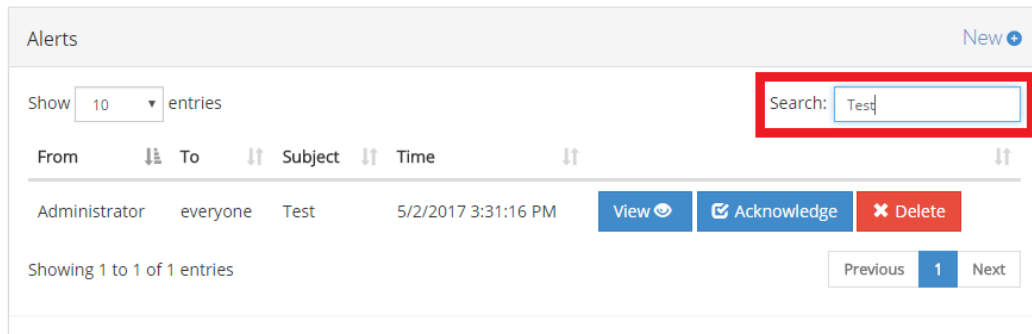 Alerts New
Show 10 entries Search: Test
From To Subject Time
Administrator everyone Test 5/2/2017 3:31:16 PM View Acknowledge Delete
Showing 1 to 1 of 1 entries Previous 1 Next